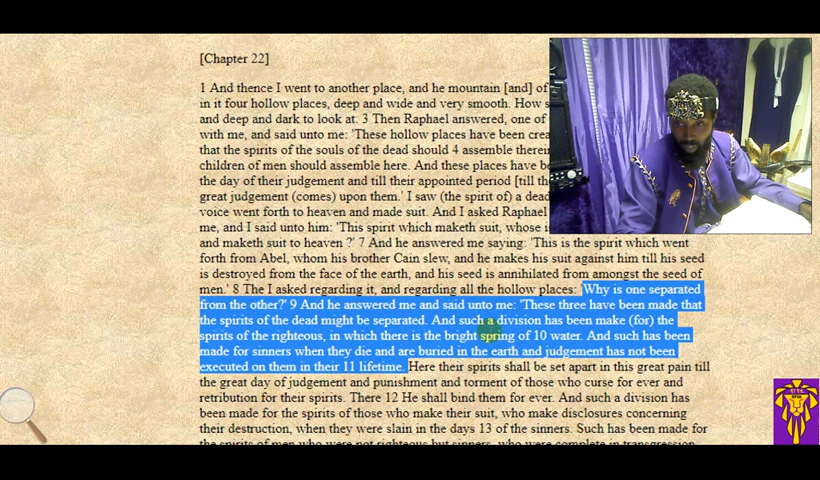 [Chapter 22]
1 And thence I went to another place, and he mountain [and] of
in it four hollow places, deep and wide and very smooth. How s
and deep and dark to look at. 3 Then Raphael answered, one of
with me, and said unto me: 'These hollow places have been crea
that the spirits of the souls of the dead should 4 assemble therein
children of men should assemble here. And these places have be
the day of their judgement and till their appointed period [till th
great judgement (comes) upon them.' I saw (the spirit of) a dead
voice went forth to heaven and made suit. And I asked Raphael
me, and I said unto him: 'This spirit which maketh suit, whose i
and maketh suit to heaven ?' 7 And he answered me saying: 'This is the spirit which went
forth from Abel, whom his brother Cain slew, and he makes his suit against him till his seed
is destroyed from the face of the earth, and his seed is annihilated from amongst the seed of
men.' 8 The I asked regarding it, and regarding all the hollow places: 'Why is one separated
from the other?' 9 And he answered me and said unto me: 'These three have been made that
the spirits of the dead might be separated. And such a division has been make (for) the
spirits of the righteous, in which there is the bright spring of 10 water. And such has been
made for sinners when they die and are buried in the earth and judgement has not been
executed on them in their 11 lifetime. Here their spirits shall be set apart in this great pain till
the great day of judgement and punishment and torment of those who curse for ever and
retribution for their spirits. There 12 He shall bind them for ever. And such a division has
been made for the spirits of those who make their suit, who make disclosures concerning
their destruction, when they were slain in the days 13 of the sinners. Such has been made for
the spirits of men who were not righteous but sinners, who were complete in transgression